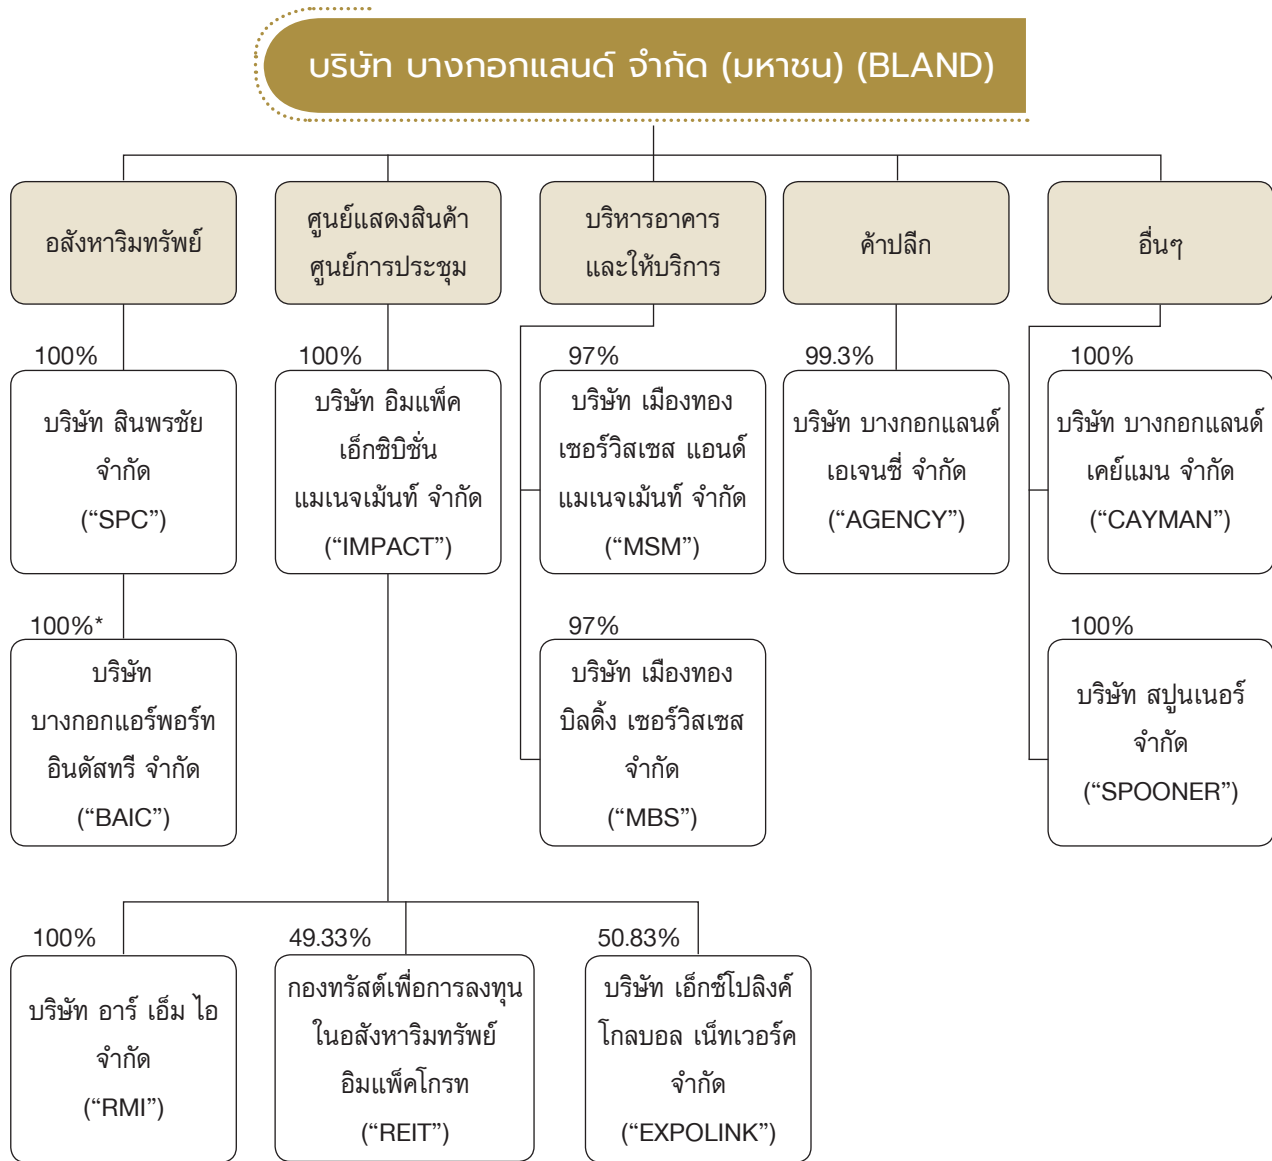 บริษัท บางกอกแลนด์ จำกัด (มหาชน) (BLAND)
อสังหาริมทรัพย์
ศูนย์แสดงสินค้า
ศูนย์การประชุม
บริหารอาคาร
และให้บริการ
ค้าปลีก
อื่นๆ
100%
บริษัท สินพรชัย
จำกัด
(“SPC”)
100%
บริษัท อิมแพ็ค
เอ็กซิบิชั่น
แมเนจเม้นท์ จำกัด
(“IMPACT”)
97%
บริษัท เมืองทอง
เซอร์วิสเซส แอนด์
แมเนจเม้นท์ จำกัด
(“MSM”)
99.3%
บริษัท บางกอกแลนด์
เอเจนซี่ จำกัด
(“AGENCY”)
100%
บริษัท บางกอกแลนด์
เคย์แมน จำกัด
(“CAYMAN”)
100%*
บริษัท
บางกอกแอร์พอร์ท
อินดัสทรี จำกัด
(“BAIC”)
97%
บริษัท เมืองทอง
บิลดิ้ง เซอร์วิสเซส
จำกัด
(“MBS”)
100%
บริษัท สปูนเนอร์
จำกัด
(“SPOONER”)
100%
บริษัท อาร์ เอ็ม ไอ
จำกัด
(“RMI”)
49.33%
กองทรัสต์เพื่อการลงทุน
ในอสังหาริมทรัพย์
อิมแพ็คโกรท
(“REIT”)
50.83%
บริษัท เอ็กซ์โปลิงค์
โกลบอล เน็ทเวอร์ค
จำกัด
(“EXPOLINK”)